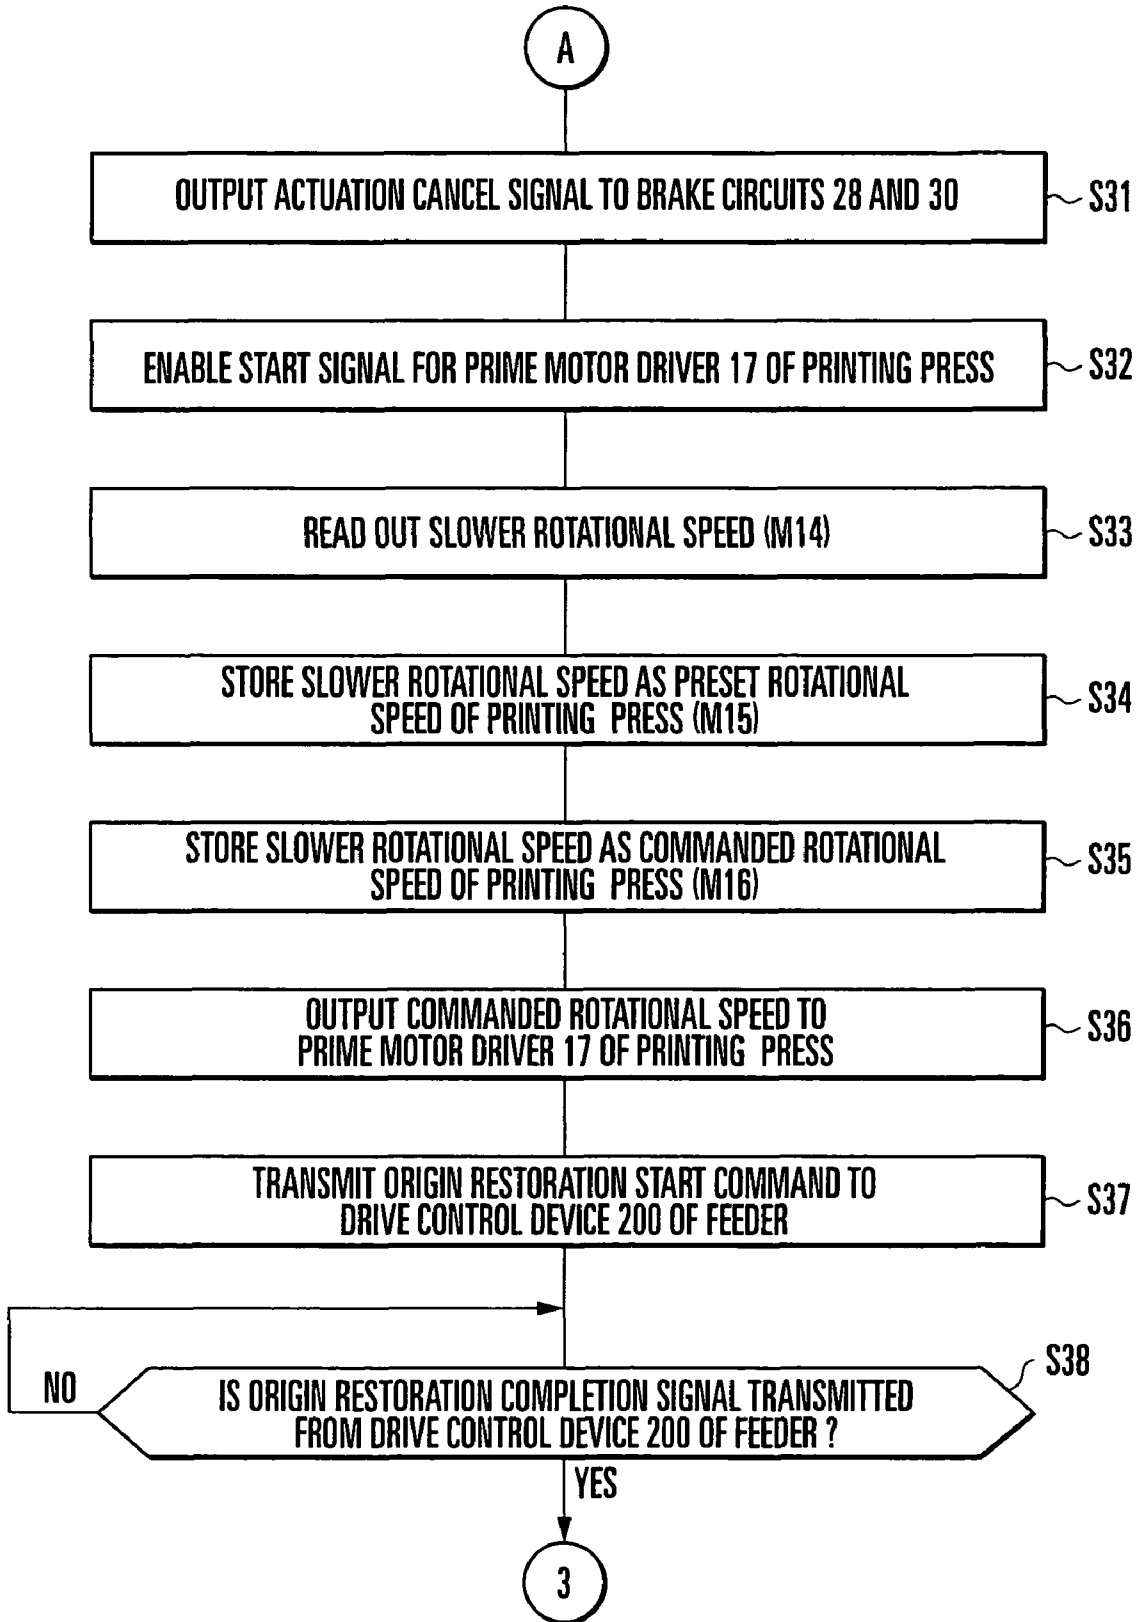 A
OUTPUT ACTUATION CANCEL SIGNAL TO BRAKE CIRCUITS 28 AND 30
S31
ENABLE START SIGNAL FOR PRIME MOTOR DRIVER 17 OF PRINTING PRESS
S32
READ OUT SLOWER ROTATIONAL SPEED (M14)
S33
STORE SLOWER ROTATIONAL SPEED AS PRESET ROTATIONAL
SPEED OF PRINTING PRESS (M15)
S34
STORE SLOWER ROTATIONAL SPEED AS COMMANDED ROTATIONAL
SPEED OF PRINTING PRESS (M16)
S35
OUTPUT COMMANDED ROTATIONAL SPEED TO
PRIME MOTOR DRIVER 17 OF PRINTING PRESS
S36
TRANSMIT ORIGIN RESTORATION START COMMAND TO
DRIVE CONTROL DEVICE 200 OF FEEDER
S37
S38
NO
IS ORIGIN RESTORATION COMPLETION SIGNAL TRANSMITTED
FROM DRIVE CONTROL DEVICE 200 OF FEEDER ?
YES
3